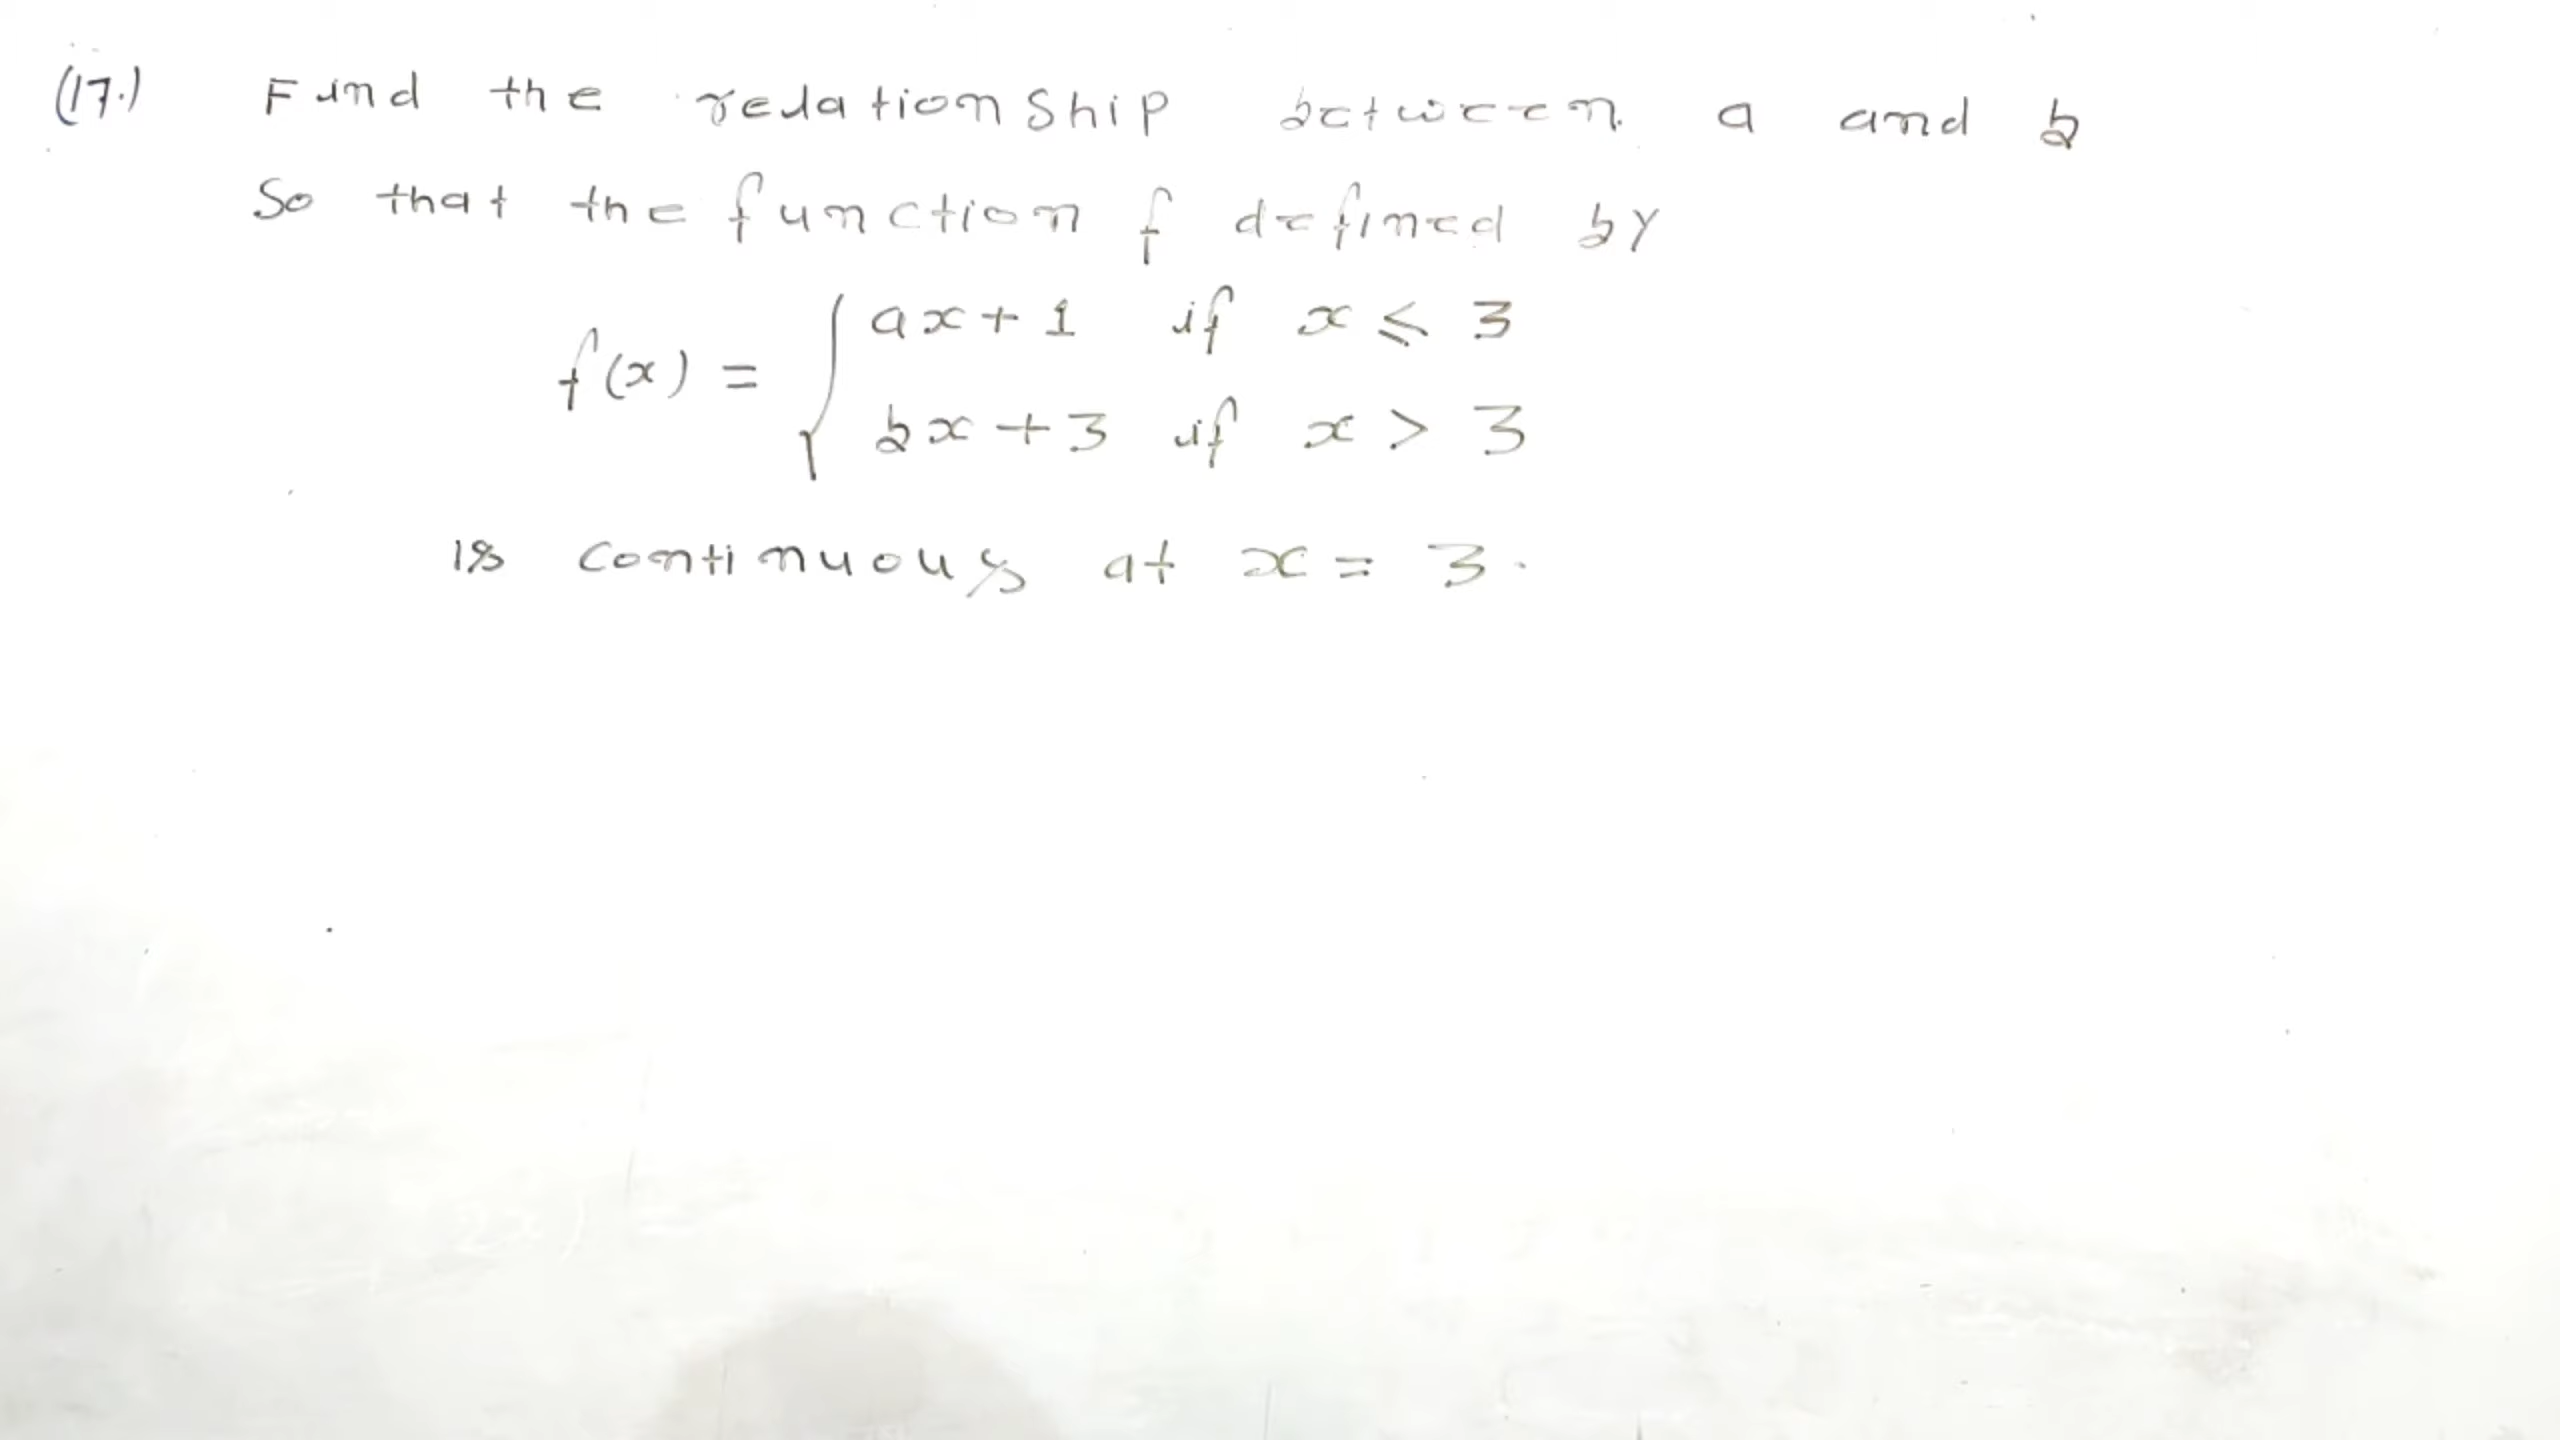 (17.) Find the relationship between a and b
So that the function f defined by
f(x) = { ax + 1 if x ⩽ 3
bx + 3 if x > 3
is continuous at x = 3.